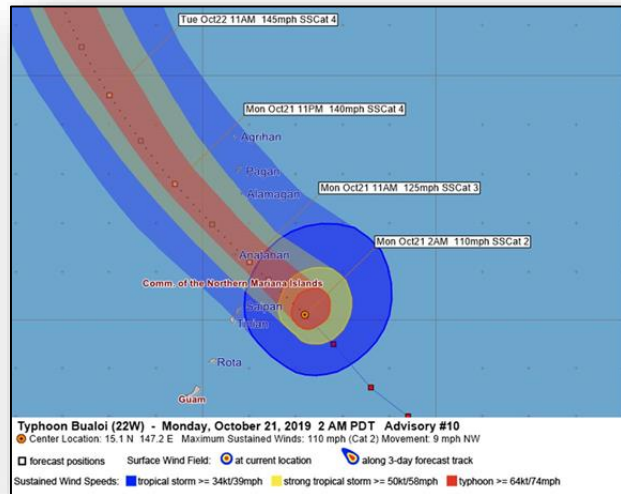 Tue Oct22 11AM 145mph SSCat 4
Mon Oct21 11PM 140mph SSCat 4
Agrihan
Pagan
Mon Oct21 11AM 125mph SSCat 3
Alamagan
Mon Oct21 2AM 110mph SSCat 2
Anatahan
Comm. of the Northern Mariana Islands
Saipan
Tinian
Rota
Guam
Typhoon Bualoi (22W) - Monday, October 21, 2019 2 AM PDT Advisory #10
Center Location: 15.1 N 147.2 E Maximum Sustained Winds: 110 mph (Cat 2) Movement: 9 mph NW
forecast positions Surface Wind Field: at current location along 3-day forecast track
Sustained Wind Speeds: tropical storm >= 34kt/39mph strong tropical storm >= 50kt/58mph typhoon >= 64kt/74mph